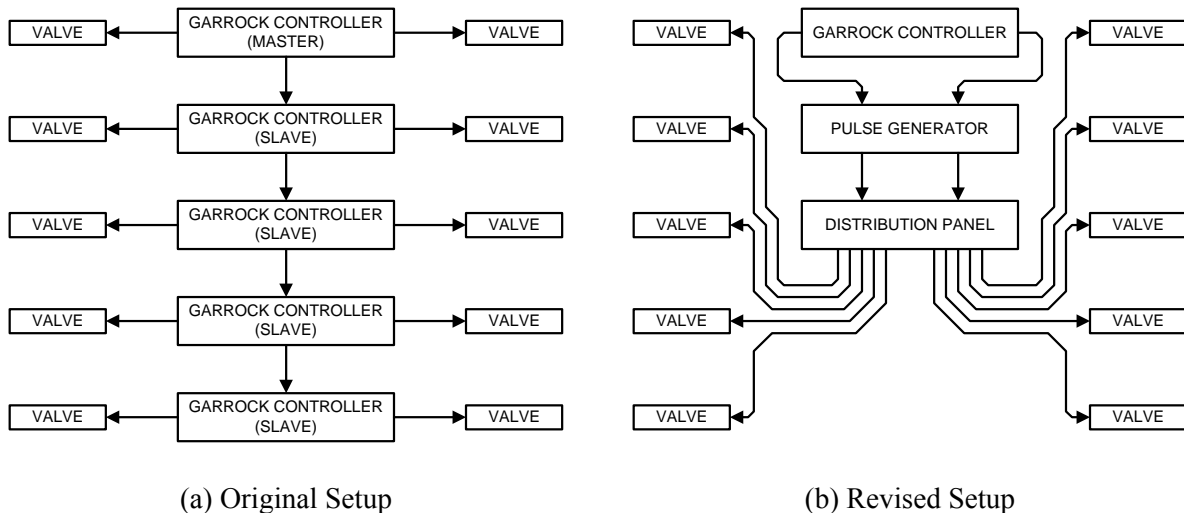 VALVE
GARROCK CONTROLLER
(MASTER)
VALVE
VALVE
GARROCK CONTROLLER
(SLAVE)
VALVE
VALVE
GARROCK CONTROLLER
(SLAVE)
VALVE
VALVE
GARROCK CONTROLLER
(SLAVE)
VALVE
VALVE
GARROCK CONTROLLER
(SLAVE)
VALVE
(a) Original Setup
VALVE
GARROCK CONTROLLER
VALVE
VALVE
PULSE GENERATOR
VALVE
VALVE
DISTRIBUTION PANEL
VALVE
VALVE
VALVE
VALVE
VALVE
(b) Revised Setup